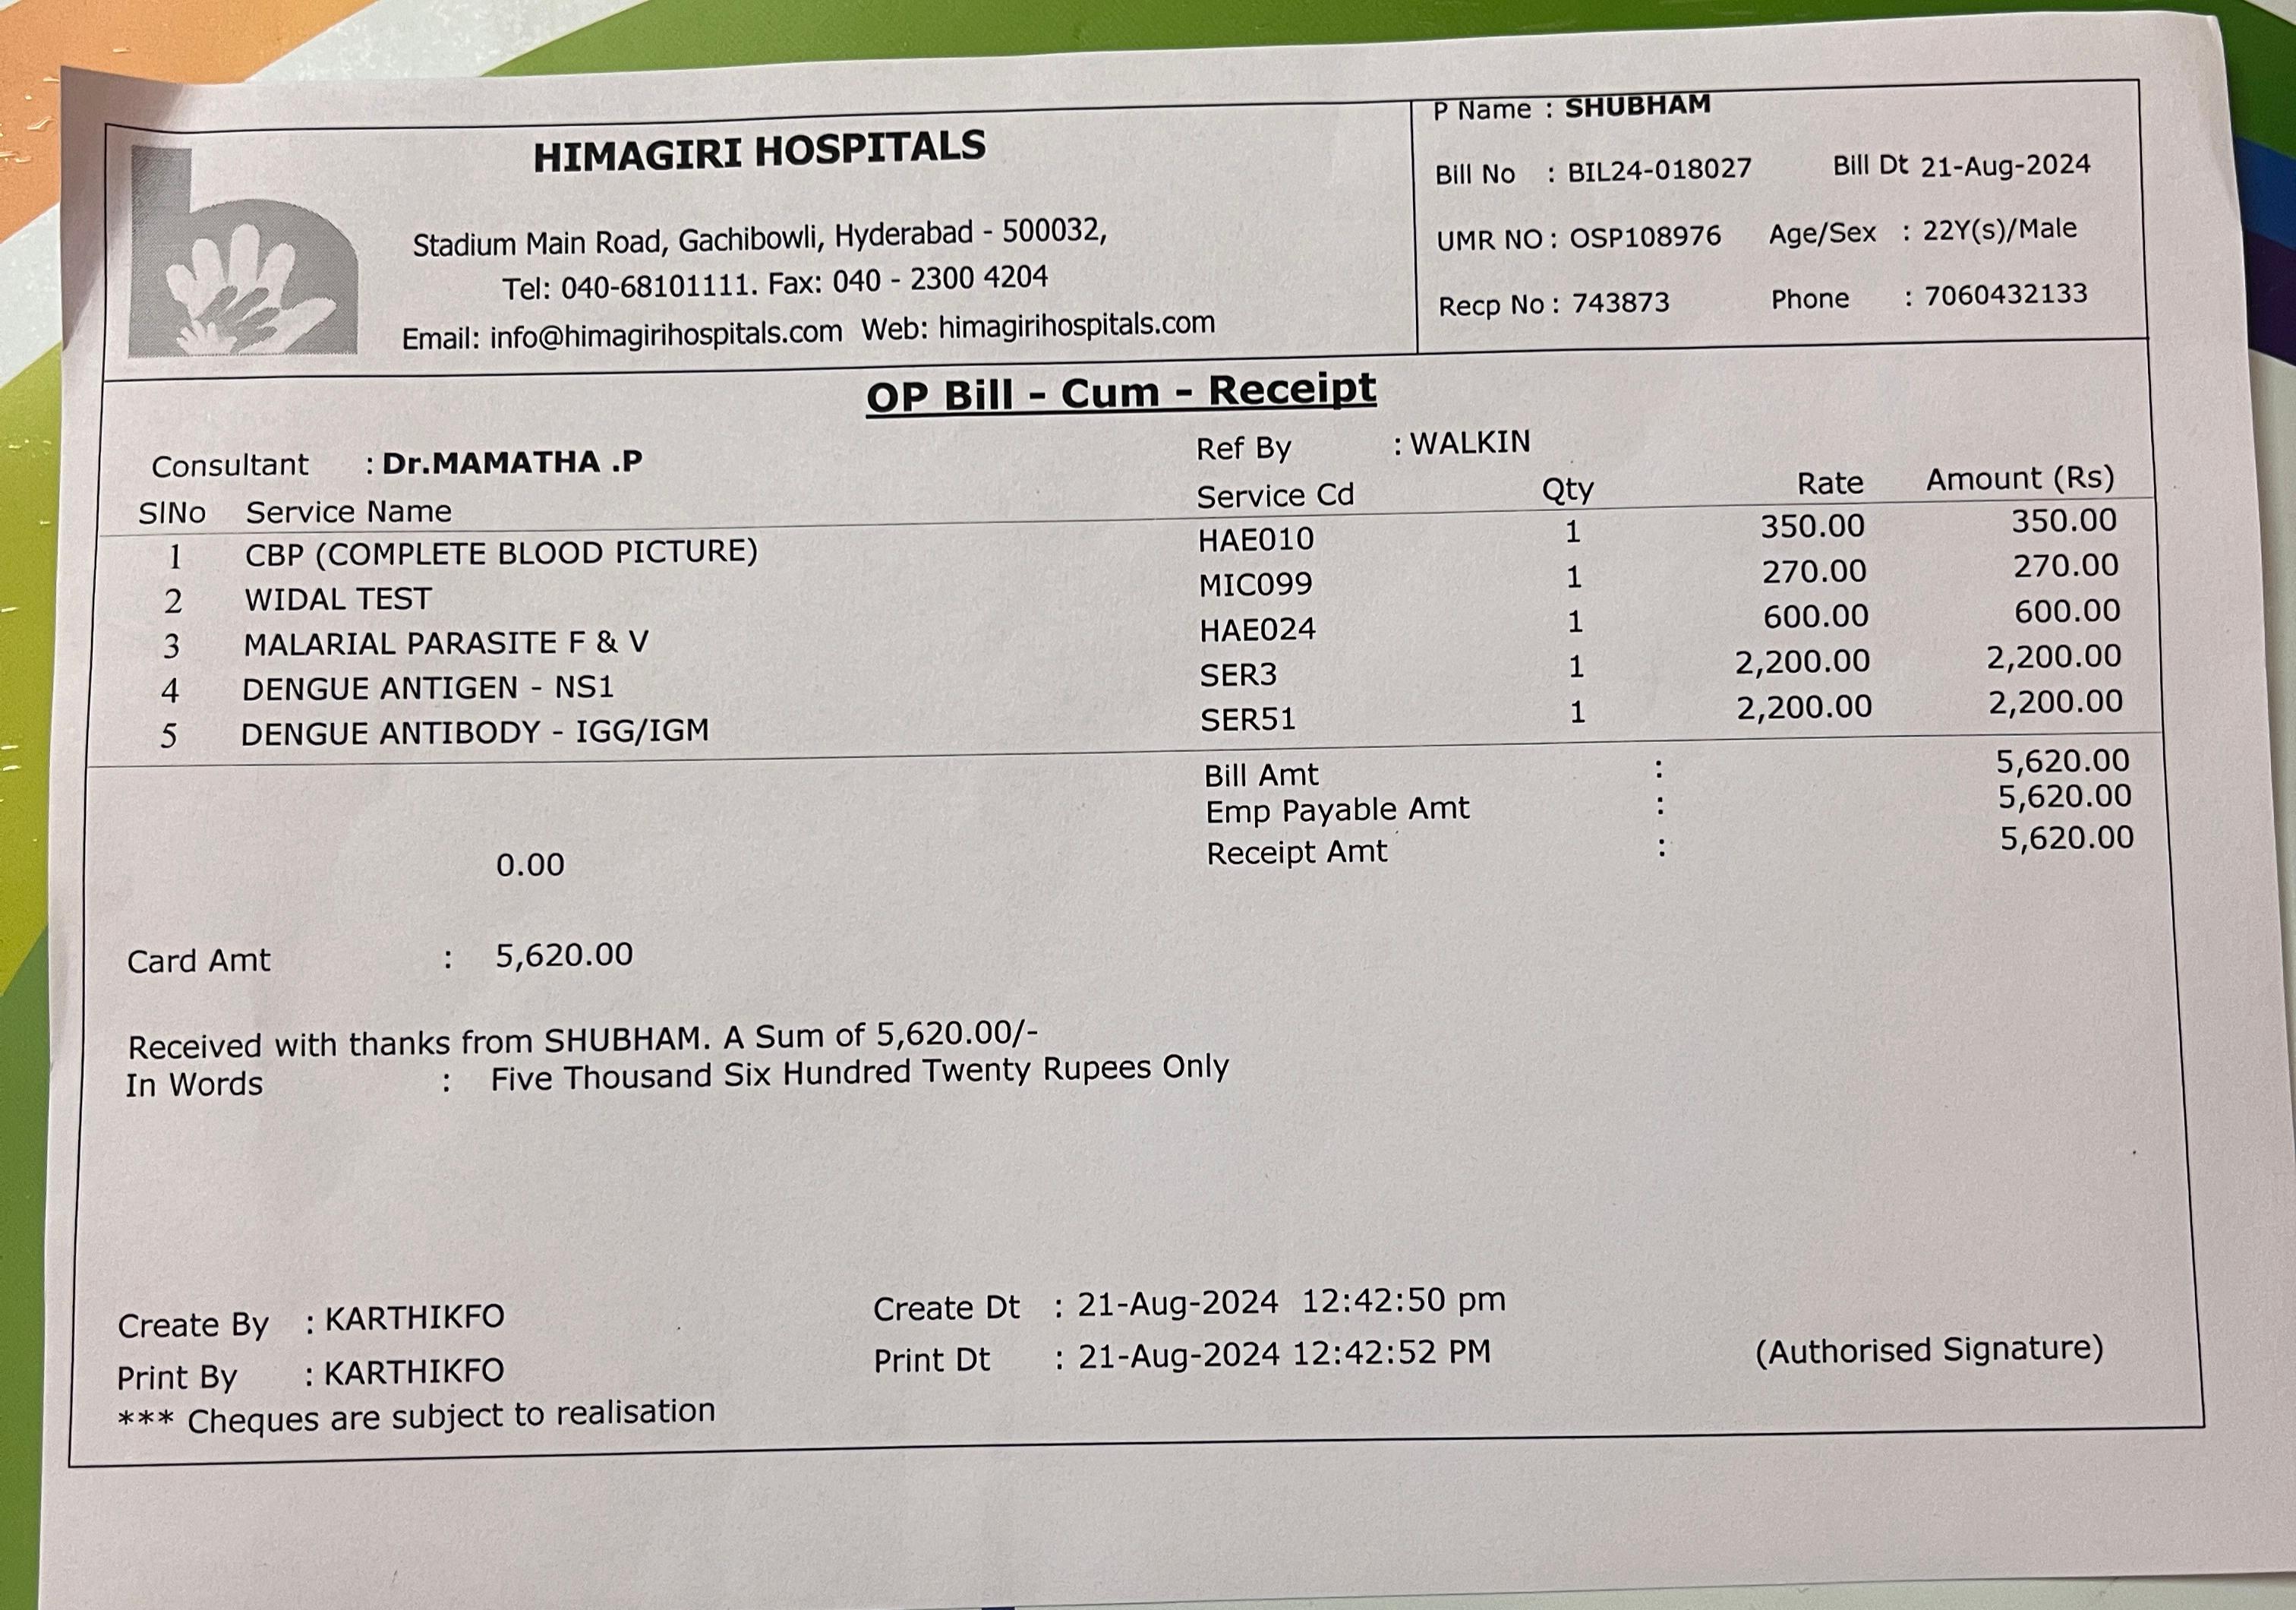 HIMAGIRI HOSPITALS
Stadium Main Road, Gachibowli, Hyderabad - 500032,
Tel: 040-68101111. Fax: 040 - 2300 4204
Email: info@himagirihospitals.com Web: himagirihospitals.com
P Name : SHUBHAM
Bill No : BIL24-018027 Bill Dt 21-Aug-2024
UMR NO : OSP108976 Age/Sex : 22Y(s)/Male
Recp No : 743873 Phone : 7060432133
OP Bill - Cum - Receipt
Consultant : Dr.MAMATHA .P Ref By : WALKIN
SlNo Service Name Service Cd Qty Rate Amount (Rs)
1 CBP (COMPLETE BLOOD PICTURE) HAE010 1 350.00 350.00
2 WIDAL TEST MIC099 1 270.00 270.00
3 MALARIAL PARASITE F & V HAE024 1 600.00 600.00
4 DENGUE ANTIGEN - NS1 SER3 1 2,200.00 2,200.00
5 DENGUE ANTIBODY - IGG/IGM SER51 1 2,200.00 2,200.00
Bill Amt : 5,620.00
Emp Payable Amt : 5,620.00
Receipt Amt : 5,620.00
0.00
Card Amt : 5,620.00
Received with thanks from SHUBHAM. A Sum of 5,620.00/-
In Words : Five Thousand Six Hundred Twenty Rupees Only
Create By : KARTHIKFO Create Dt : 21-Aug-2024 12:42:50 pm
Print By : KARTHIKFO Print Dt : 21-Aug-2024 12:42:52 PM (Authorised Signature)
*** Cheques are subject to realisation